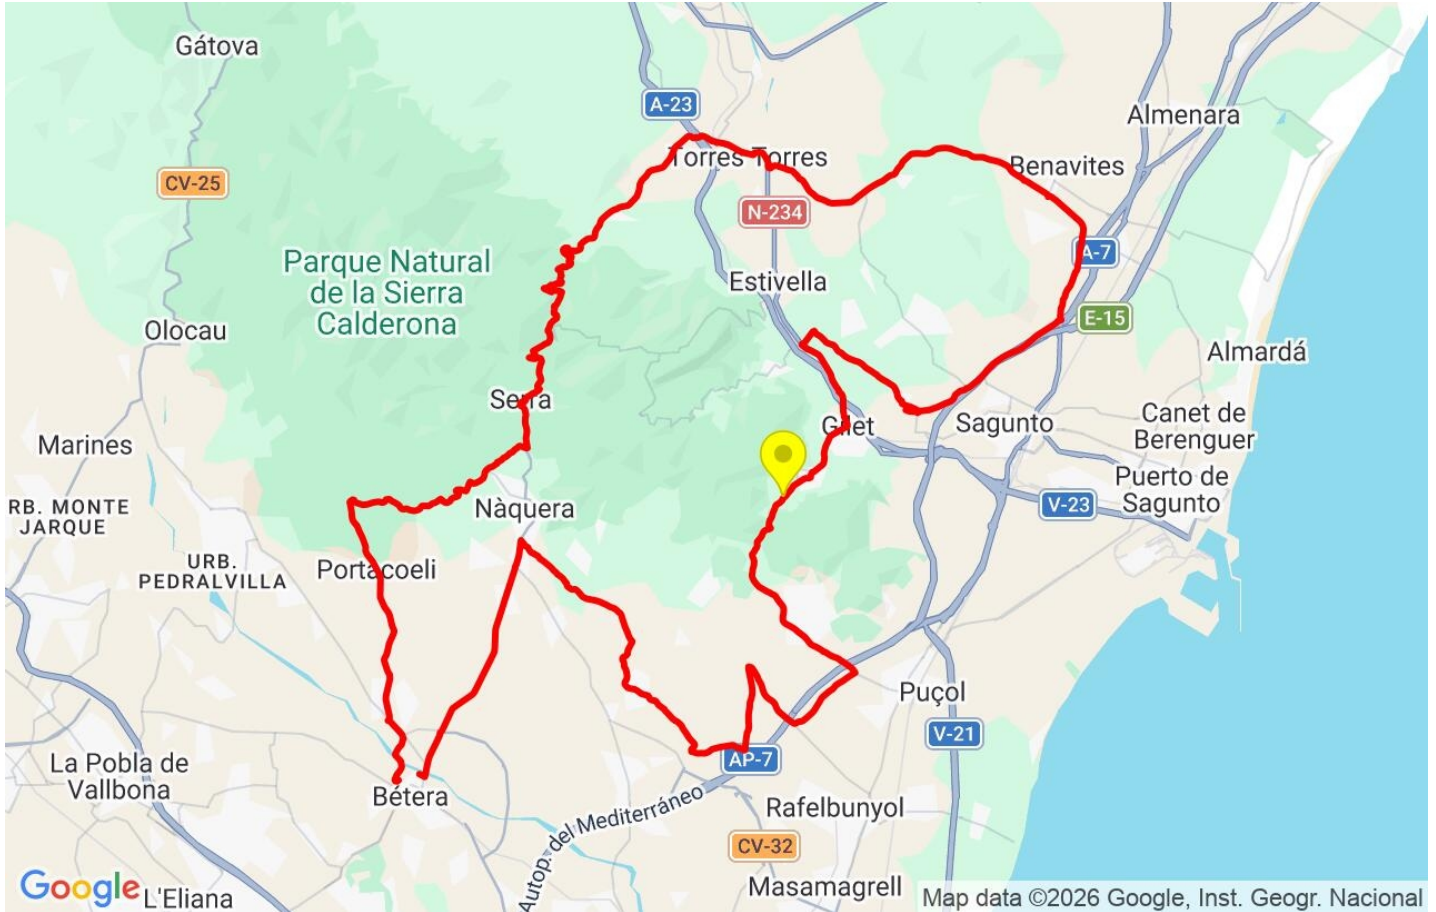 Gátova
A-23
Almenara
Torres Torres
Benavites
CV-25
N-234
Parque Natural
de la Sierra
Calderona
A-7
Estivella
E-15
Olocau
Almardá
Serra
Gilet
Sagunto
Canet de
Berenguer
Marines
Puerto de
Sagunto
RB. MONTE
JARQUE
Nàquera
V-23
URB.
PEDRALVILLA
Portacoeli
Puçol
V-21
La Pobla de
Vallbona
AP-7
Bétera
Autop. del Mediterráneo
Rafelbunyol
CV-32
Masamagrell
Google
L'Eliana
Map data ©2026 Google, Inst. Geogr. Nacional